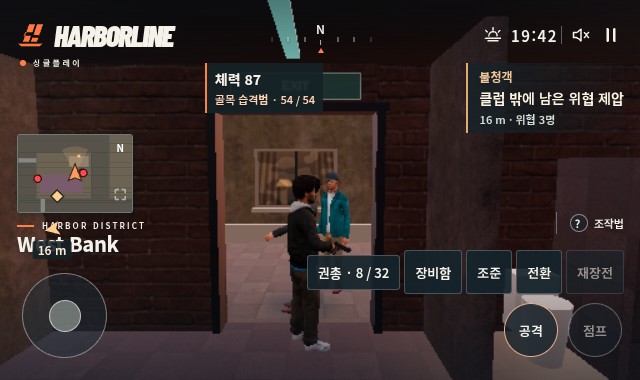 HARBORLINE
싱글플레이
N
19:42
체력 87
골목 습격범 · 54 / 54
EXIT
불청객
클럽 밖에 남은 위협 제압
16 m · 위협 3명
N
HARBOR DISTRICT
West Bank
16 m
? 조작법
권총 · 8 / 32
장비함
조준
전환
재장전
공격
점프